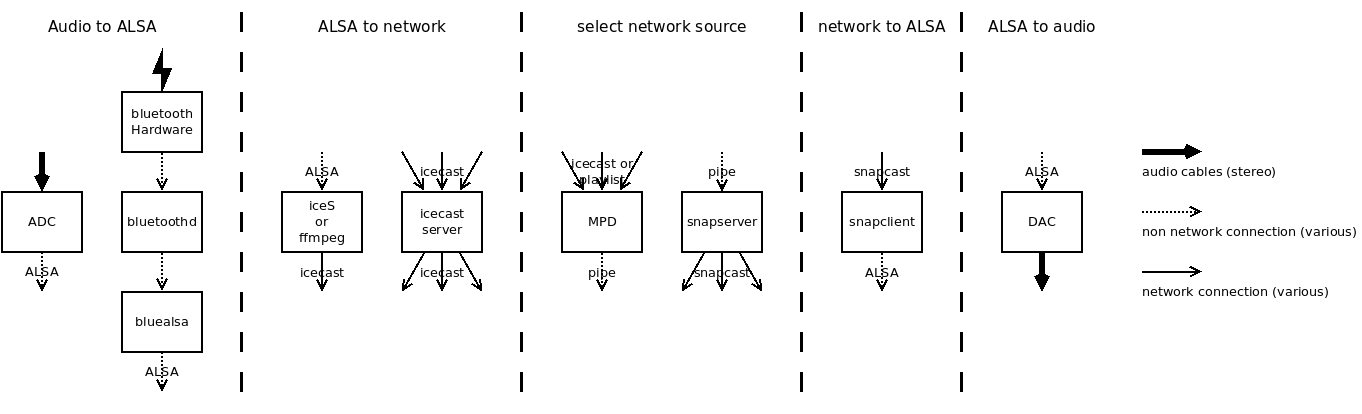 Audio to ALSA
ALSA to network
select network source
network to ALSA
ALSA to audio
bluetooth
Hardware
ADC
ALSA
bluetoothd
bluealsa
ALSA
ALSA
iceS
or
ffmpeg
icecast
icecast
icecast
server
icecast
icecast or
playlist
MPD
pipe
pipe
snapserver
snapcast
snapcast
snapclient
ALSA
ALSA
DAC
audio cables (stereo)
non network connection (various)
network connection (various)